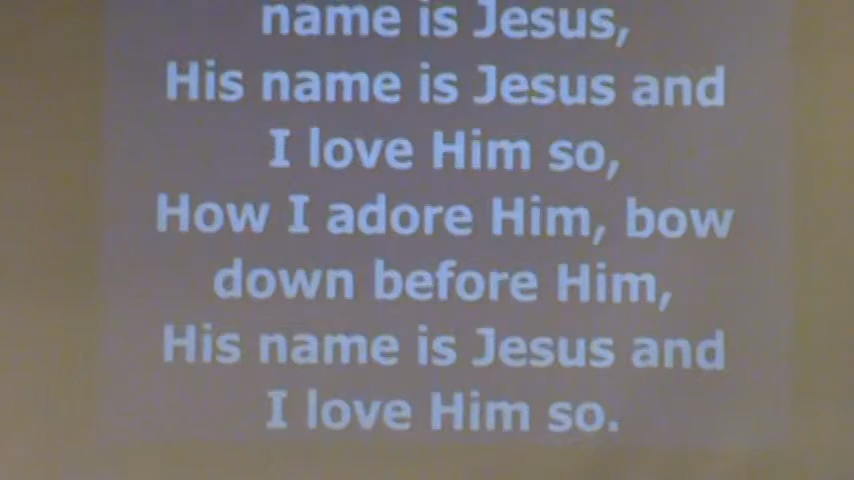 name is Jesus,
His name is Jesus and
I love Him so,
How I adore Him, bow
down before Him,
His name is Jesus and
I love Him so.